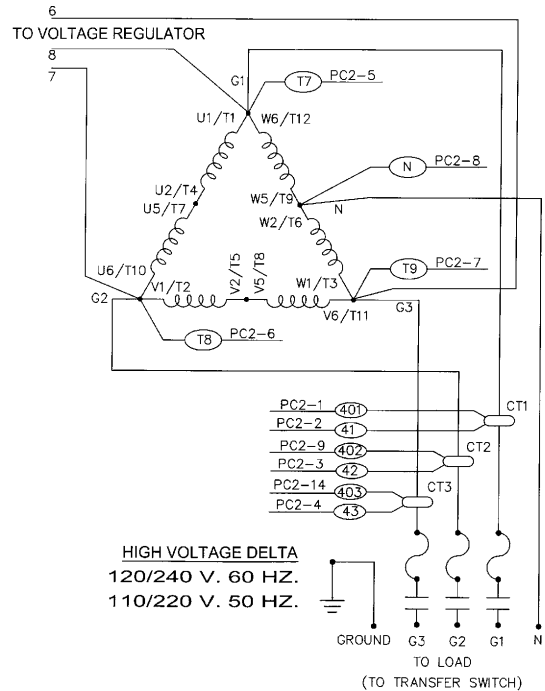 6
TO VOLTAGE REGULATOR
8
7
G1
T7 PC2-5
U1/T1 W6/T12
N PC2-8
U2/T4 W5/T9
U5/T7 W2/T6 N
T9 PC2-7
U6/T10 V2/T5 V5/T8 W1/T3
G2 V1/T2 V6/T11 G3
T8 PC2-6
PC2-1 401 CT1
PC2-2 41
PC2-9 402 CT2
PC2-3 42
PC2-14 403 CT3
PC2-4 43
HIGH VOLTAGE DELTA
120/240 V. 60 HZ.
110/220 V. 50 HZ.
GROUND G3 G2 G1 N
TO LOAD
(TO TRANSFER SWITCH)